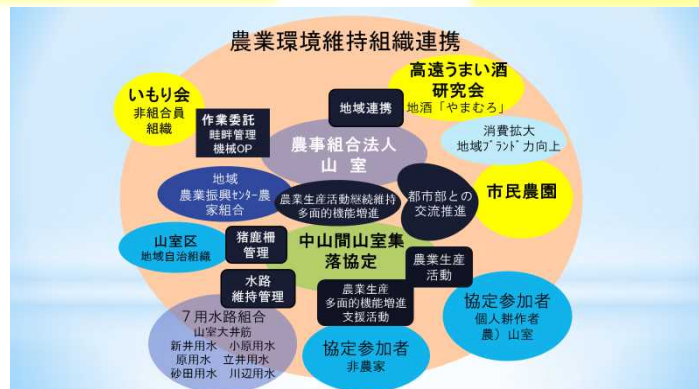 農業環境維持組織連携
いもり会
非組合員
組織
作業委託
畦畔管理
機械OP
地域連携
高遠うまい酒
研究会
地酒「やまむろ」
消費拡大
地域ﾌﾞﾗﾝﾄﾞ力向上
農事組合法人
山 室
地域
農業振興ｾﾝﾀｰ農
家組合
農業生産活動継続維持
多面的機能増進
都市部との
交流推進
市民農園
山室区
地域自治組織
猪鹿柵
管理
中山間山室集
落協定
農業生産
活動
水路
維持管理
農業生産
多面的機能増進
支援活動
7用水路組合
山室大井筋
新井用水 小原用水
原用水 立井用水
砂田用水 川辺用水
協定参加者
非農家
協定参加者
個人耕作者
農）山室